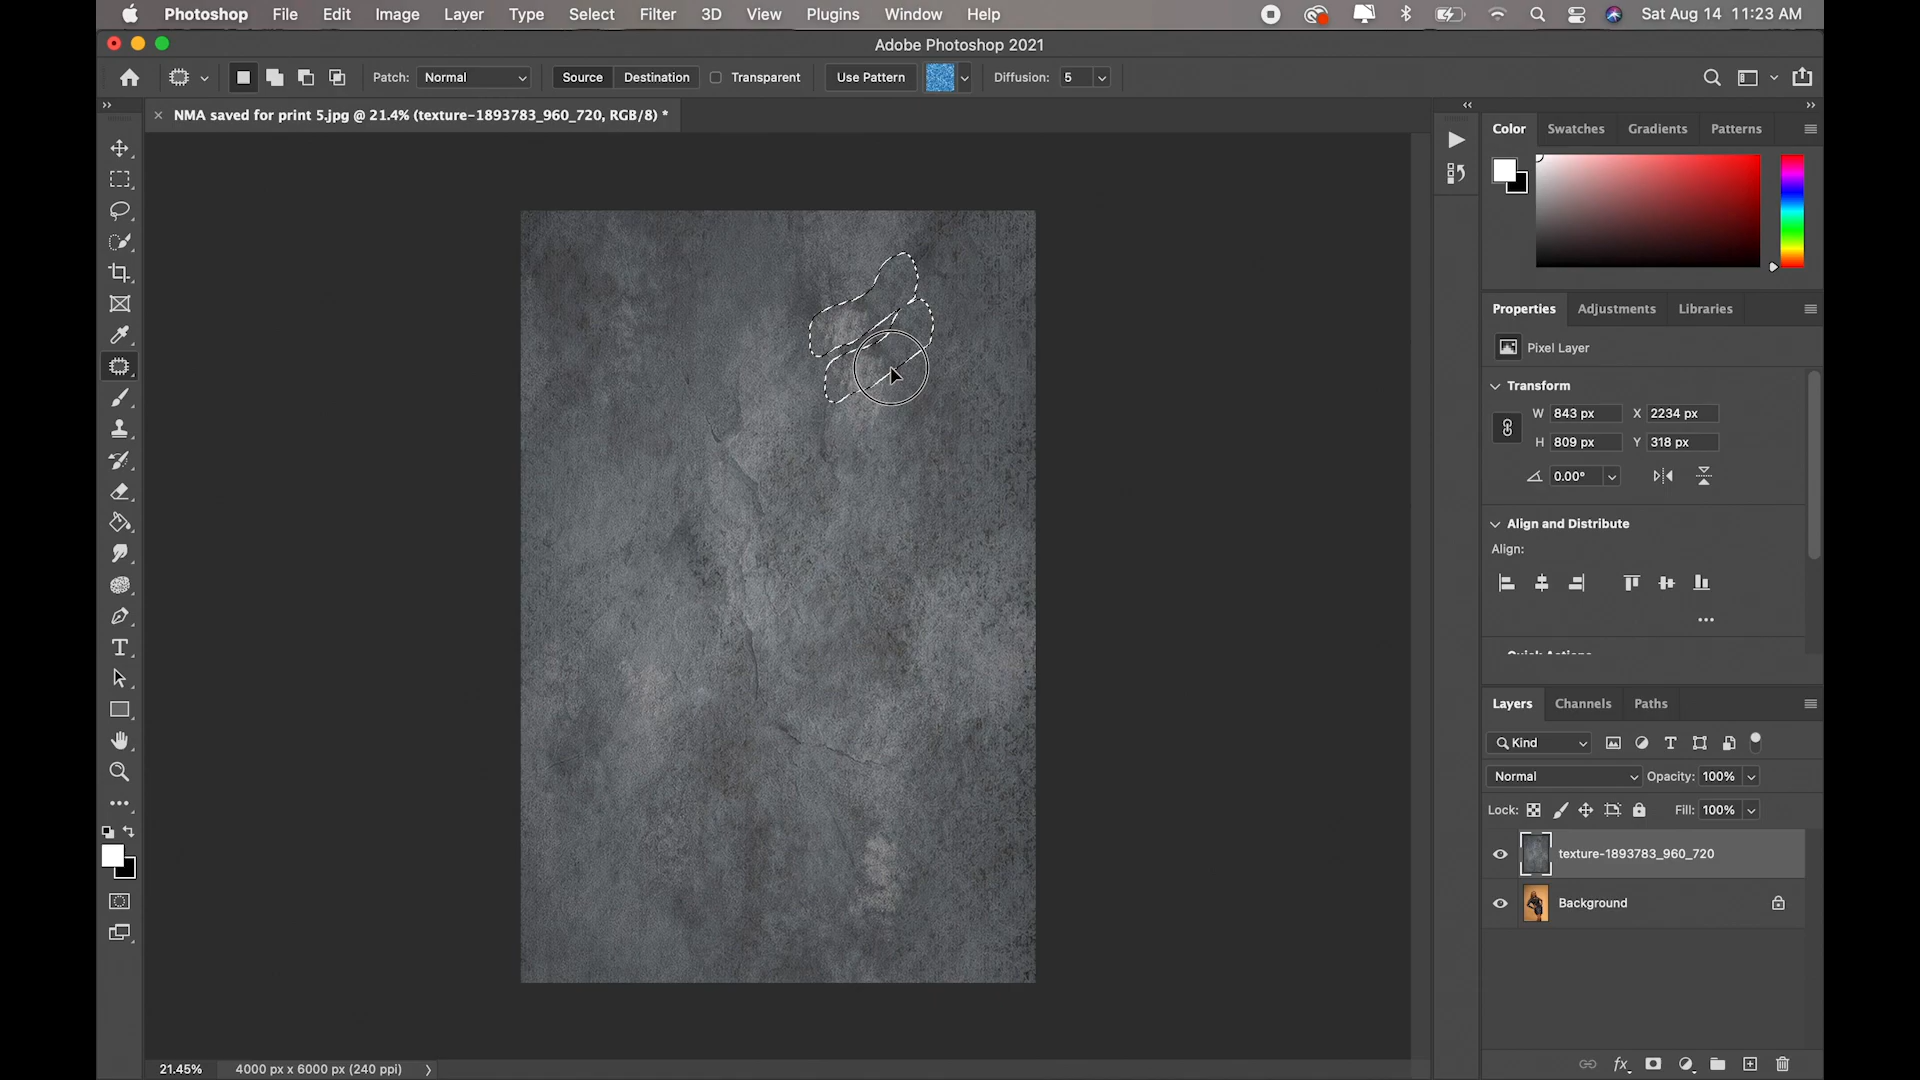 Photoshop File Edit Image Layer Type Select Filter 3D View Plugins Window Help Sat Aug 14 11:23 AM
Adobe Photoshop 2021
Patch: Normal Source Destination Transparent Use Pattern Diffusion: 5
NMA saved for print 5.jpg @ 21.4% (texture-1893783_960_720, RGB/8) *
Color Swatches Gradients Patterns
Properties Adjustments Libraries
Pixel Layer
Transform
W 843 px X 2234 px
H 809 px Y 318 px
0.00°
Align and Distribute
Align:
Quick Actions
Layers Channels Paths
Kind
Normal Opacity: 100%
Lock: Fill: 100%
texture-1893783_960_720
Background
21.45% 4000 px x 6000 px (240 ppi)